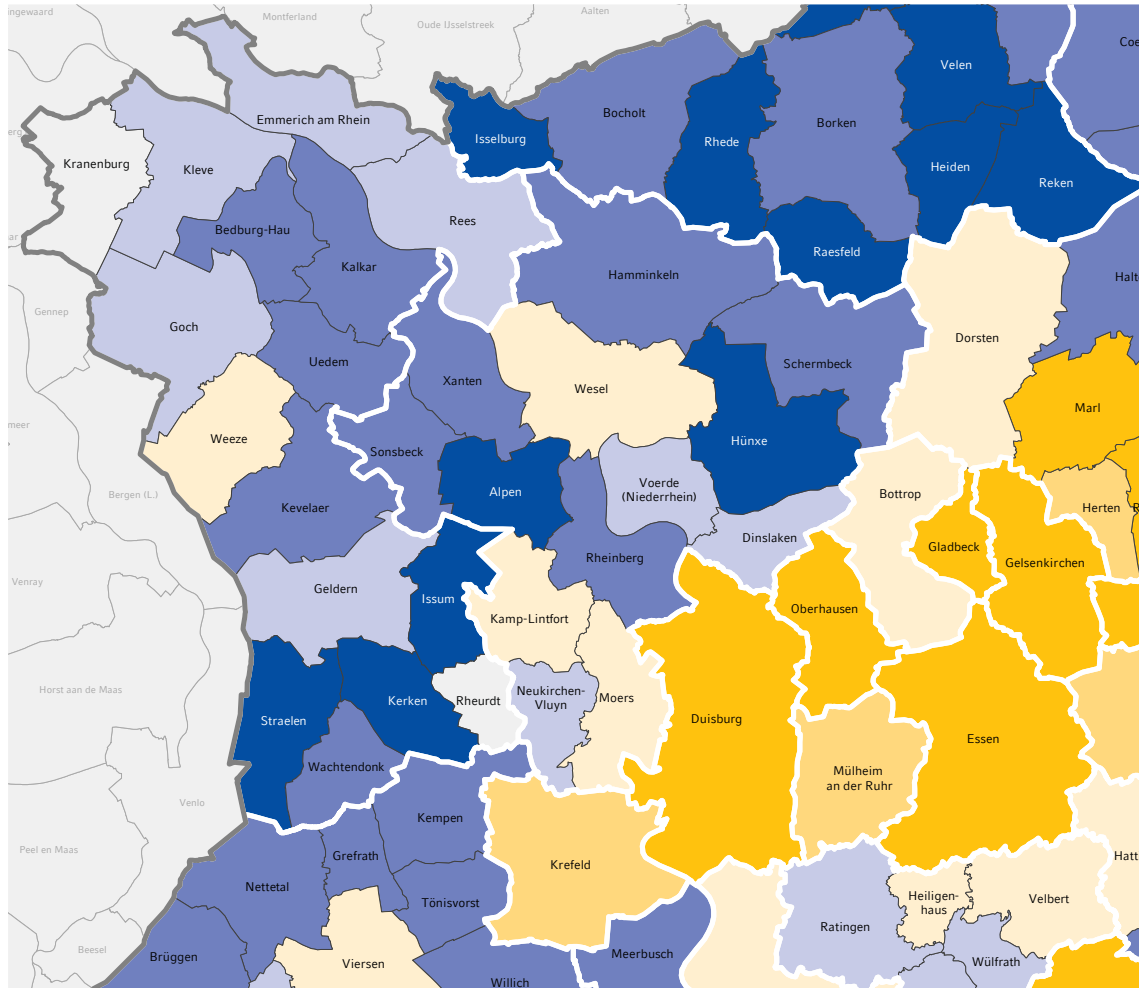 ingewaard
Montferland
Oude IJsselstreek
Aalten
Coe
Velen
Bocholt
Borken
Emmerich am Rhein
Isselburg
Rhede
Kranenburg
Kleve
Heiden
Reken
Rees
Bedburg-Hau
Raesfeld
Kalkar
Hamminkeln
Halte
Gennep
Goch
Dorsten
Uedem
Xanten
Schermbeck
Wesel
Marl
meer
Weeze
Hünxe
Sonsbeck
Voerde
(Niederrhein)
Alpen
Bergen (L.)
Bottrop
Kevelaer
Herten
R
Dinslaken
Gladbeck
Rheinberg
Gelsenkirchen
Venray
Geldern
Issum
Oberhausen
Kamp-Lintfort
Horst aan de Maas
Kerken
Rheurdt
Neukirchen-
Vluyn
Moers
Straelen
Duisburg
Essen
Wachtendonk
Mülheim
an der Ruhr
Venlo
Kempen
Peel en Maas
Grefrath
Krefeld
Hatt
Nettetal
Tönisvorst
Heiligen-
haus
Velbert
Ratingen
Beesel
Brüggen
Viersen
Meerbusch
Wülfrath
Willich